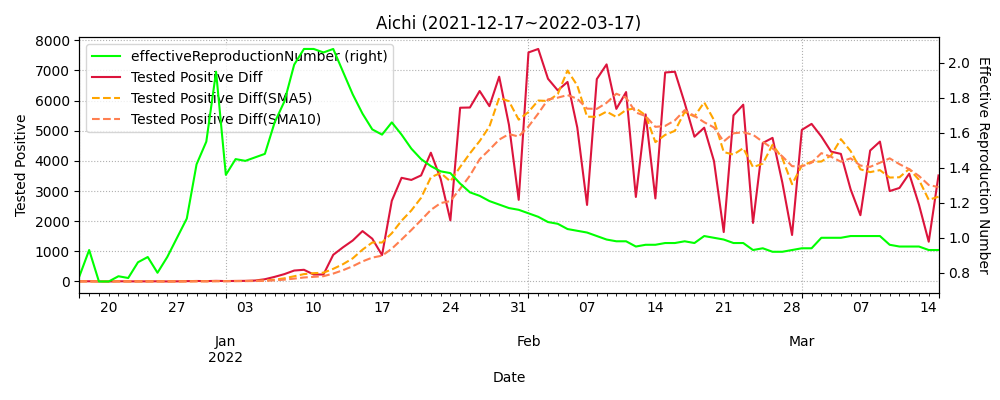 Aichi (2021-12-17~2022-03-17)
effectiveReproductionNumber (right)
Tested Positive Diff
Tested Positive Diff(SMA5)
Tested Positive Diff(SMA10)
Tested Positive
8000
7000
6000
5000
4000
3000
2000
1000
0
2.0
1.8
1.6
1.4
1.2
1.0
0.8
Effective Reproduction Number
20 27 03 10 17 24 31 07 14 21 28 07 14
Jan Feb Mar
2022
Date